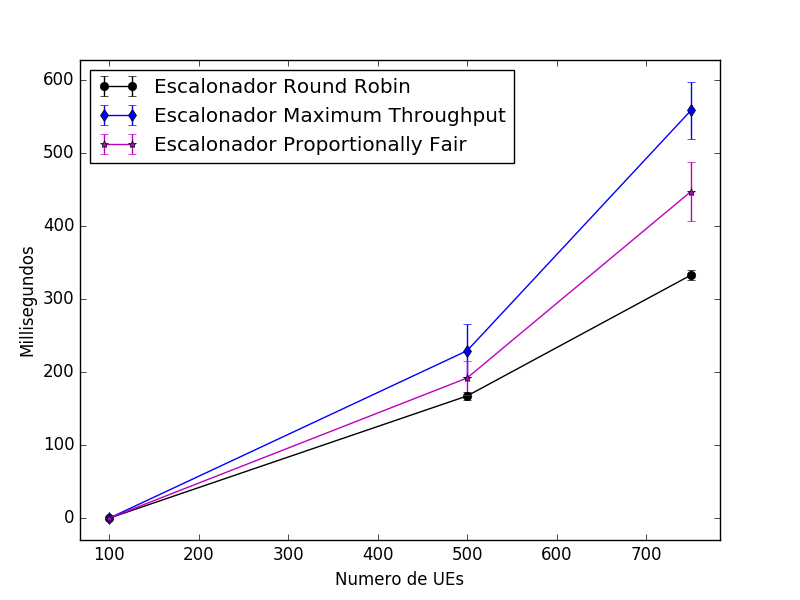 Escalonador Round Robin
Escalonador Maximum Throughput
Escalonador Proportionally Fair
600
500
400
300
200
100
0
Millisegundos
100 200 300 400 500 600 700
Numero de UEs